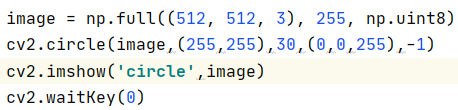 image = np.full((512, 512, 3), 255, np.uint8)
cv2.circle(image,(255,255),30,(0,0,255),-1)
cv2.imshow('circle',image)
cv2.waitKey(0)